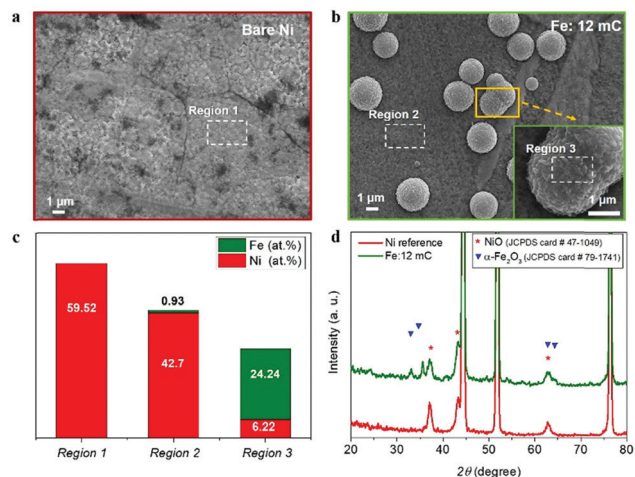 a
Bare Ni
Region 1
1 µm
b
Fe: 12 mC
Region 2
Region 3
1 µm
1 µm
c
Fe (at.%)
Ni (at.%)
59.52
0.93
42.7
24.24
6.22
Region 1
Region 2
Region 3
d
Ni reference
Fe:12 mC
NiO (JCPDS card # 47-1049)
α-Fe₂O₃ (JCPDS card # 79-1741)
Intensity (a. u.)
20 30 40 50 60 70 80
2θ (degree)